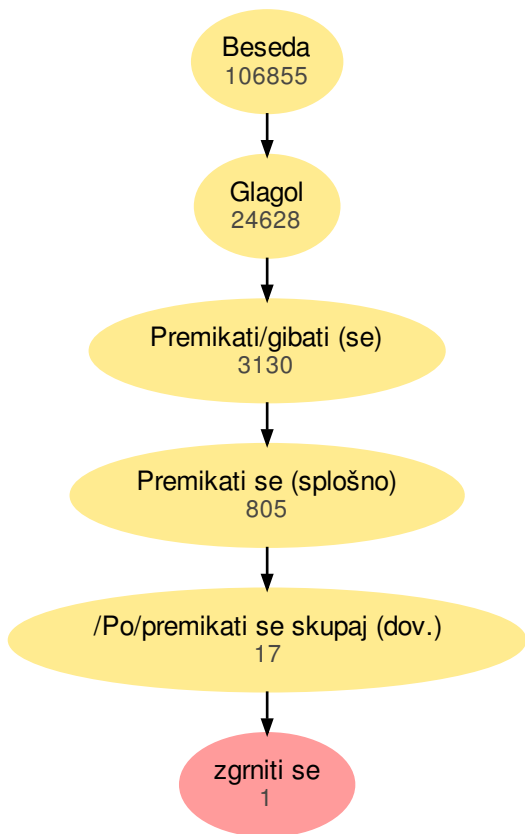 Beseda
106855
Glagol
24628
Premikati/gibati (se)
3130
Premikati se (splošno)
805
/Po/premikati se skupaj (dov.)
17
zgrniti se
1